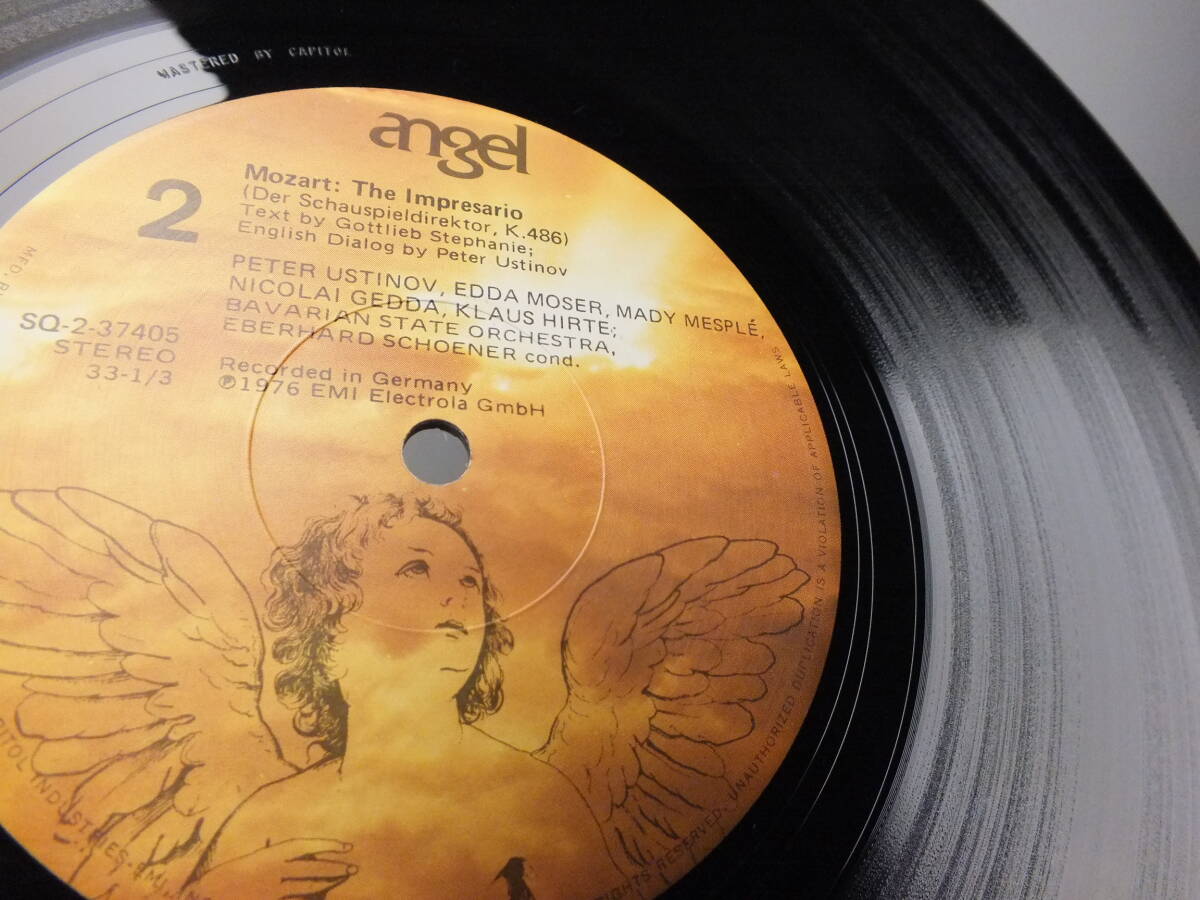 MASTERED BY CAPITOL
angel
2
Mozart: The Impresario
(Der Schauspieldirektor, K.486)
Text by Gottlieb Stephanie;
English Dialog by Peter Ustinov
PETER USTINOV, EDDA MOSER, MADY MESPLÉ,
NICOLAI GEDDA, KLAUS HIRTE;
BAVARIAN STATE ORCHESTRA,
EBERHARD SCHOENER cond.
SQ-2-37405
STEREO
33-1/3
Recorded in Germany
℗1976 EMI Electrola GmbH
MFD. B
INDUSTRIES
RIGHTS RESERVED. UNAUTHORIZED DUPLICATION IS A VIOLATION OF APPLICABLE LAWS